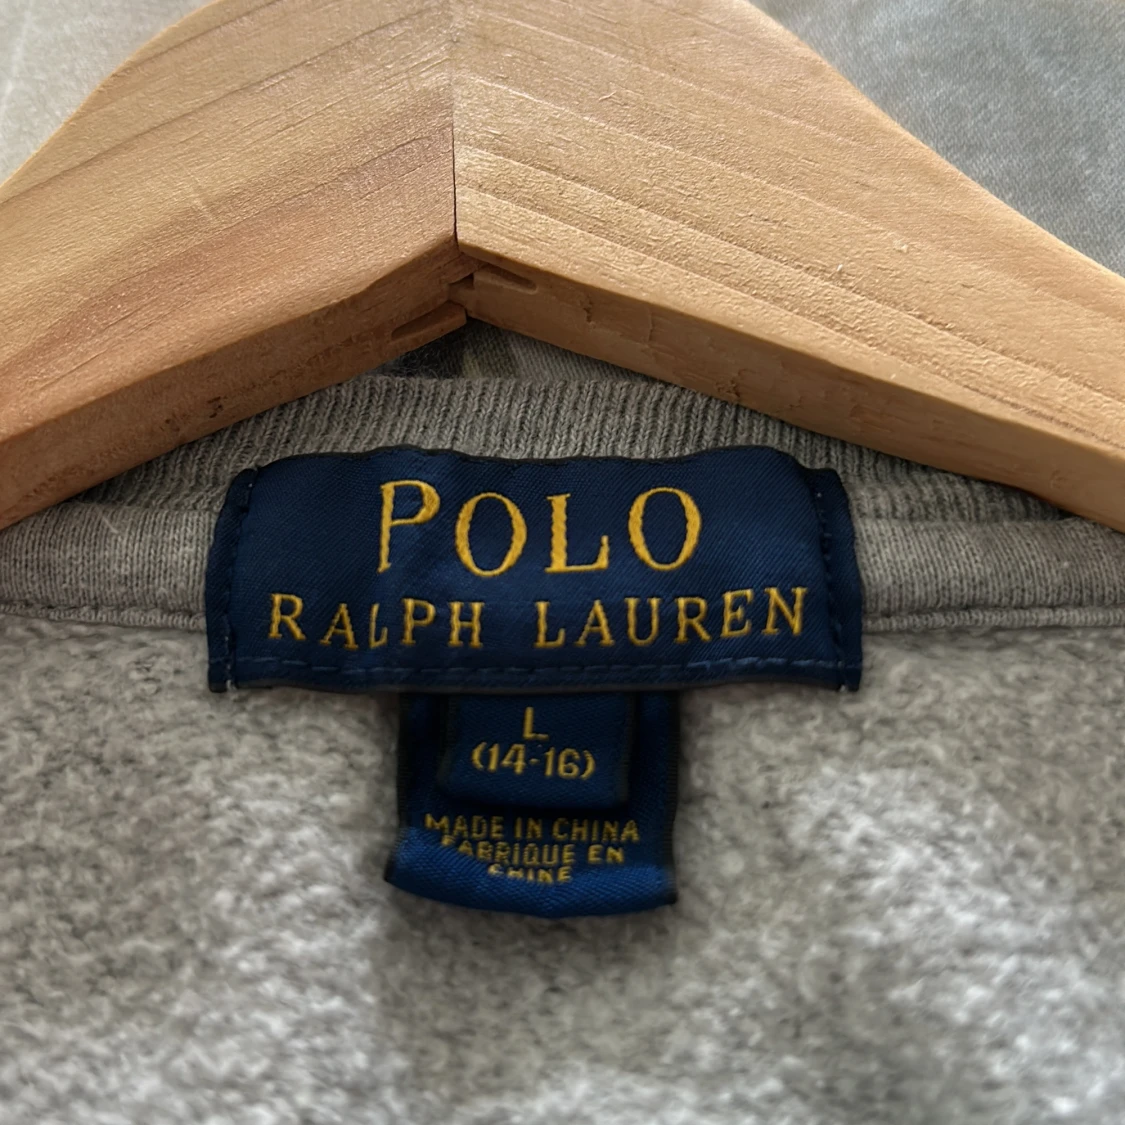 POLO
RALPH LAUREN
L
(14-16)
MADE IN CHINA
FABRIQUE EN
CHINE